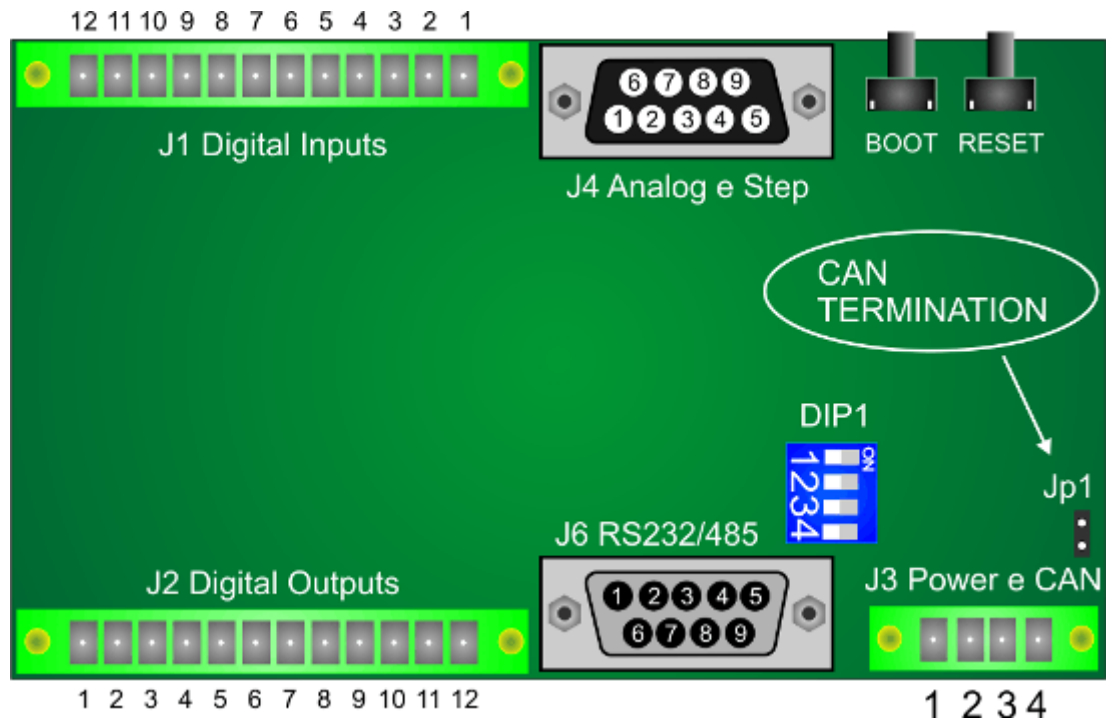 12 11 10 9 8 7 6 5 4 3 2 1
6 7 8 9
1 2 3 4 5
J1 Digital Inputs
BOOT RESET
J4 Analog e Step
CAN
TERMINATION
DIP1
ON
1
2
3
4
Jp1
J6 RS232/485
J2 Digital Outputs
J3 Power e CAN
1 2 3 4 5
6 7 8 9
1 2 3 4 5 6 7 8 9 10 11 12
1 2 3 4